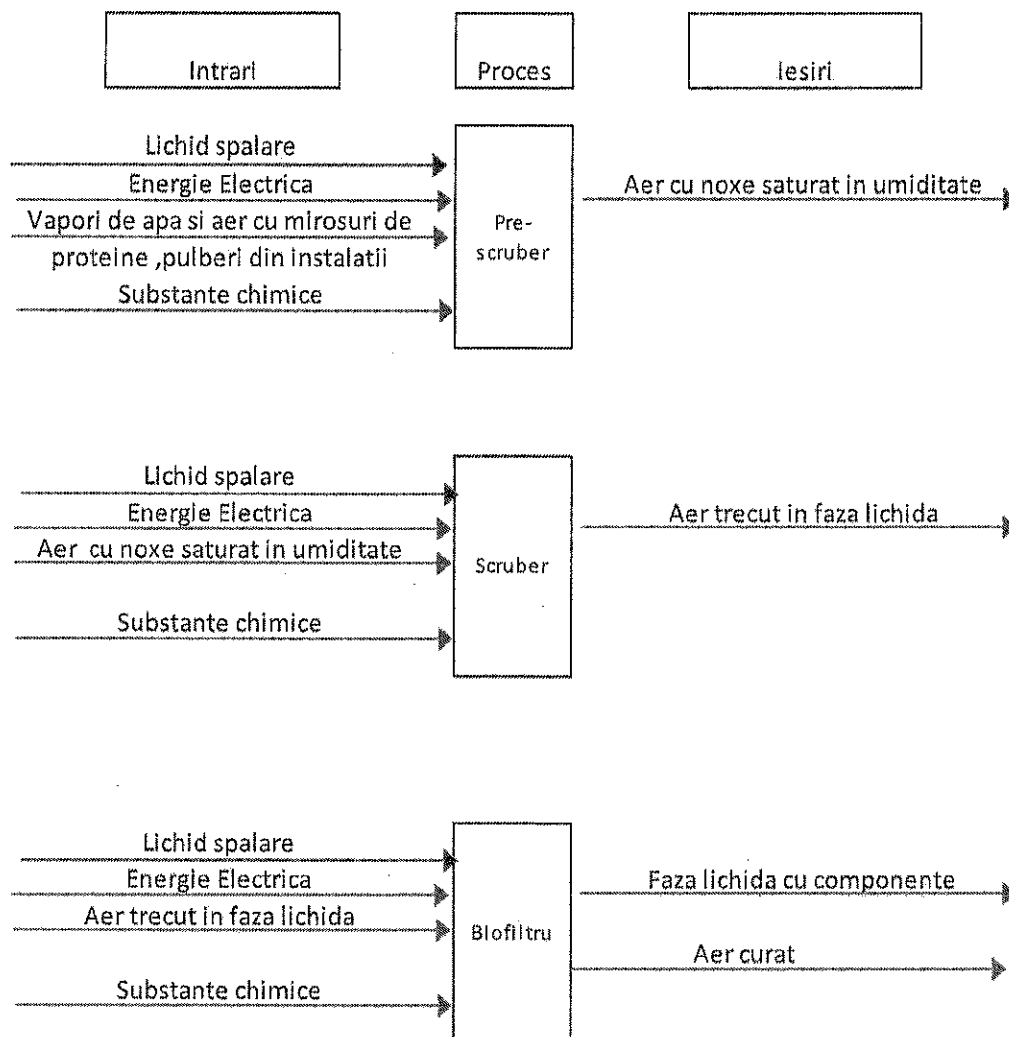 Intrari
Proces
Iesiri
Lichid spalare
Energie Electrica
Vapori de apa si aer cu mirosuri de
proteine ,pulberi din instalatii
Substante chimice
Pre-
scruber
Aer cu noxe saturat in umiditate
Lichid spalare
Energie Electrica
Aer cu noxe saturat in umiditate
Substante chimice
Scruber
Aer trecut in faza lichida
Lichid spalare
Energie Electrica
Aer trecut in faza lichida
Substante chimice
Biofiltru
Faza lichida cu componente
Aer curat